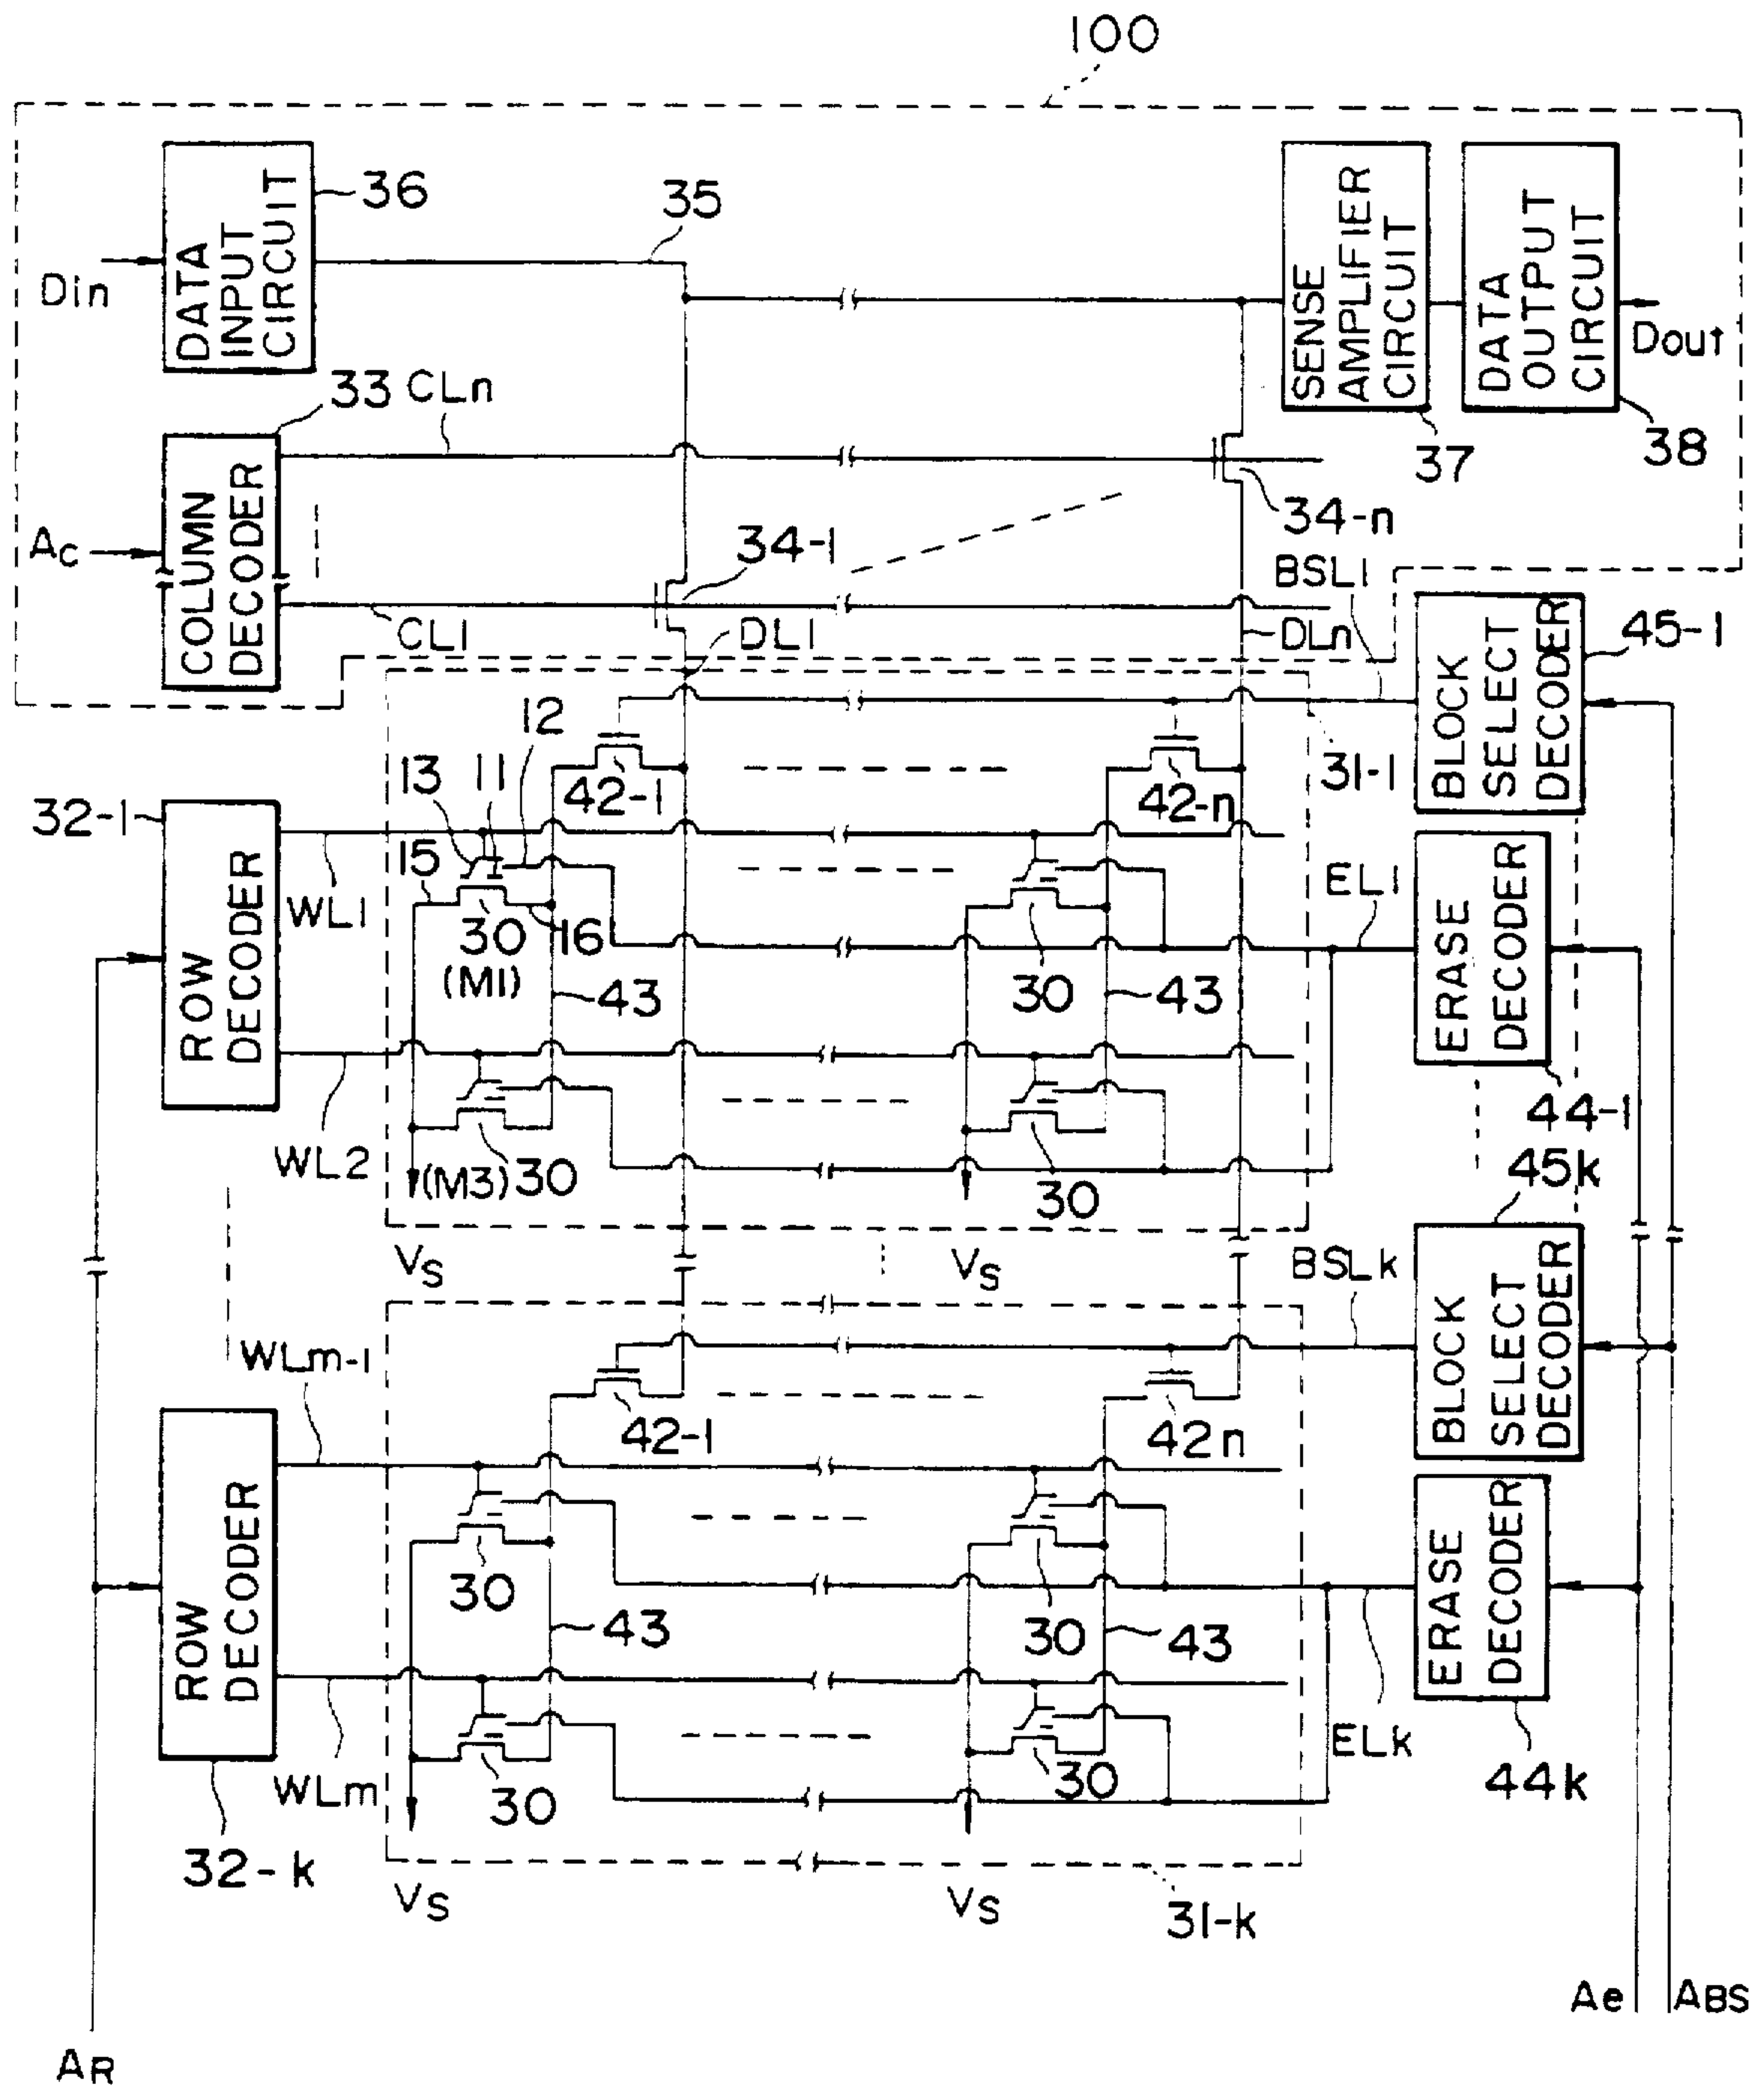 100
DATA
INPUT
CIRCUIT
36
35
SENSE
AMPLIFIER
CIRCUIT
DATA
OUTPUT
CIRCUIT
Din
Dout
33
CLn
37
38
COLUMN
DECODER
AC
34-n
34-1
BSL1
CL1
DL1
DLn
BLOCK
SELECT
DECODER
45-1
12
13
11
42-1
42-n
31-1
32-1
15
ROW
DECODER
WL1
30
16
(M1)
43
30
43
EL1
ERASE
DECODER
44-1
WL2
(M3)
30
30
45k
VS
VS
BSLk
BLOCK
SELECT
DECODER
WLm-1
42-1
42n
ROW
DECODER
30
43
30
43
ERASE
DECODER
WLm
30
30
ELk
44k
32-k
VS
VS
31-k
Ae
ABS
AR